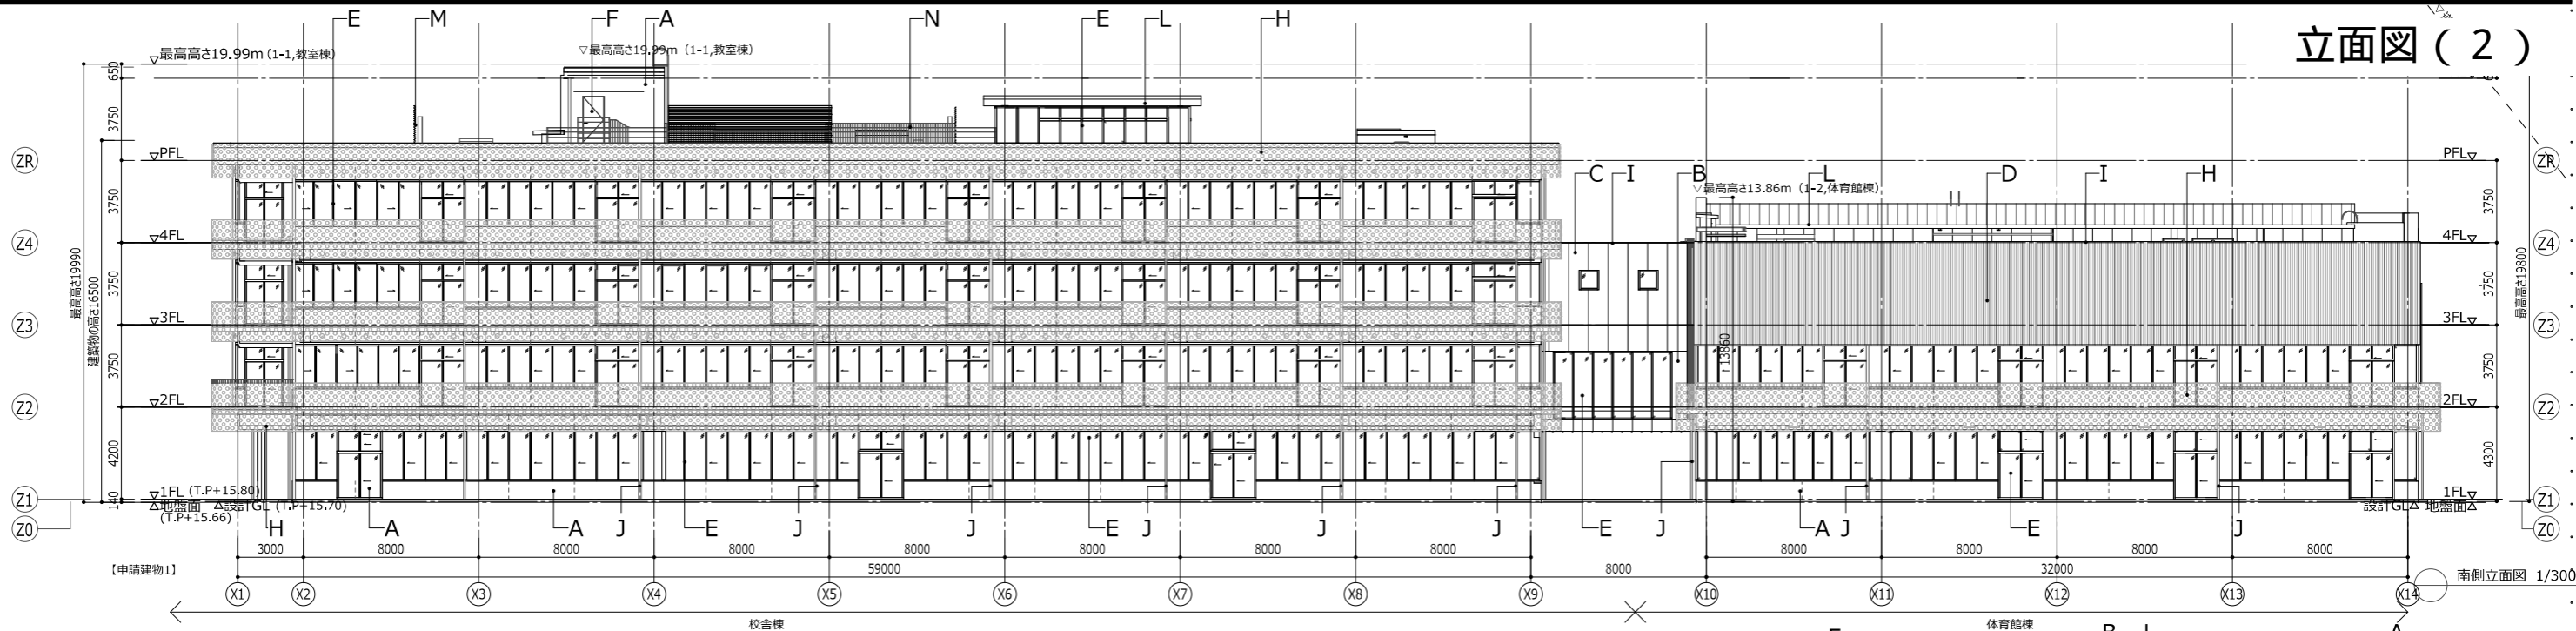 立面図(2)
E M F A N E L H
▽最高高さ19.99m (1-1,教室棟)
▽最高高さ19.99m (1-1,教室棟)
650
3750
ZR ▽PFL PFL▽ ZR
C I B L D I H
▽最高高さ13.86m (1-2,体育館棟)
3750 3750
Z4 ▽4FL 4FL▽ Z4
最高高さ19990
建築物の高さ16500
3750 3750
最高高さ19800
Z3 ▽3FL 3FL▽ Z3
13860
3750 3750
Z2 ▽2FL 2FL▽ Z2
4200 4300
Z1 ▽1FL (T.P+15.80) 1FL▽ Z1
140
△地盤面 △設計GL (T.P+15.70) 設計GL△ 地盤面△
(T.P+15.66)
Z0 H A A J E J J E J J J E J A J E J Z0
3000 8000 8000 8000 8000 8000 8000 8000 8000 8000 8000 8000
【申請建物1】
59000 8000 32000
南側立面図 1/300
X1 X2 X3 X4 X5 X6 X7 X8 X9 X10 X11 X12 X13 X14
校舎棟 体育館棟